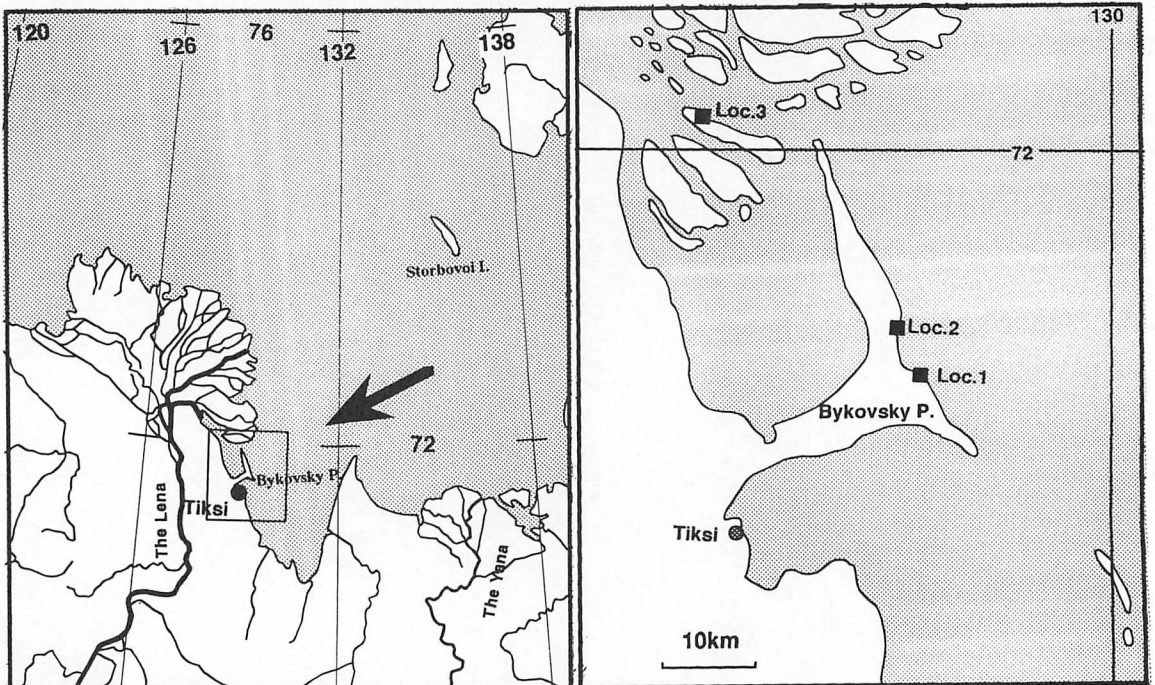 120
126
76
132
138
Storbovoi I.
72
Bykovsky P.
Tiksi
The Lena
The Yana
130
Loc.3
72
Loc.2
Loc.1
Bykovsky P.
Tiksi
10km